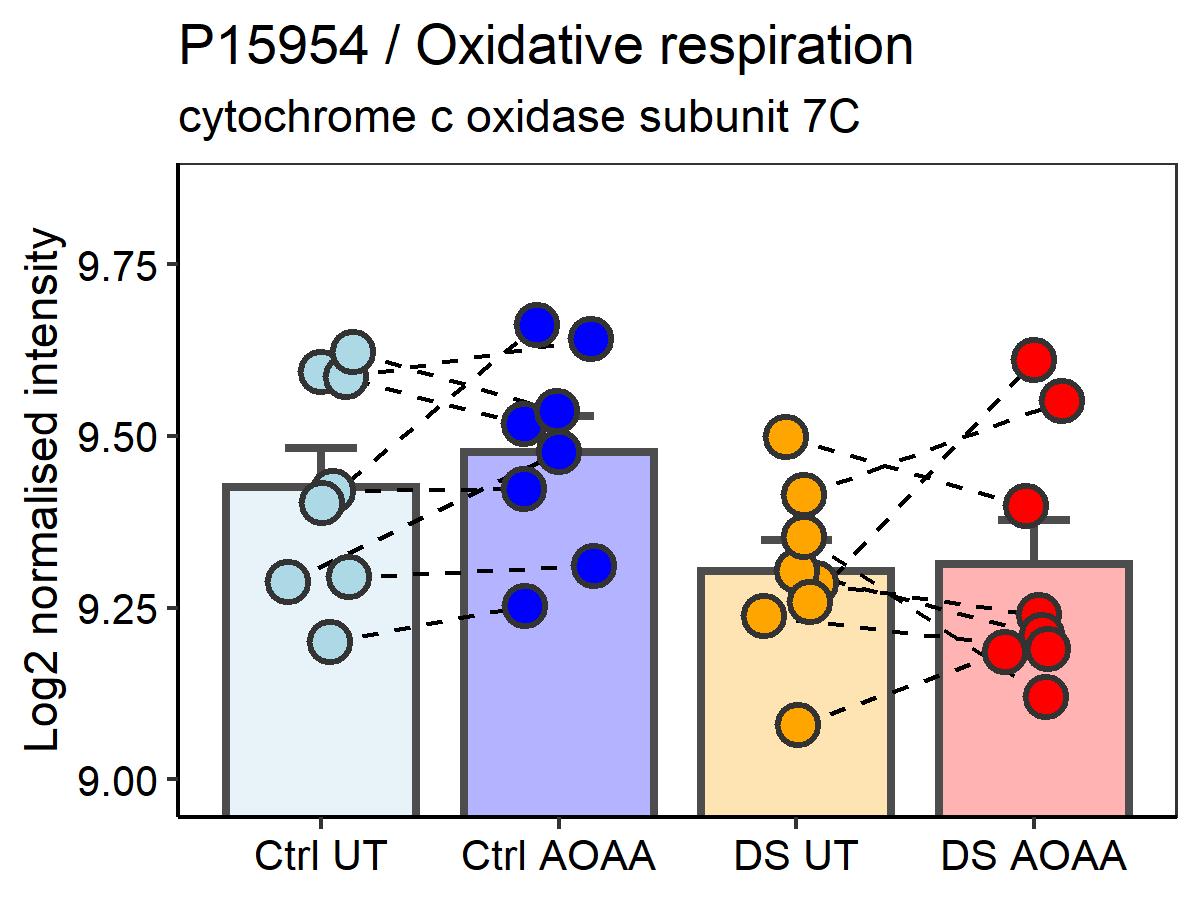 P15954 / Oxidative respiration
cytochrome c oxidase subunit 7C
Log2 normalised intensity
9.75
9.50
9.25
9.00
Ctrl UT
Ctrl AOAA
DS UT
DS AOAA